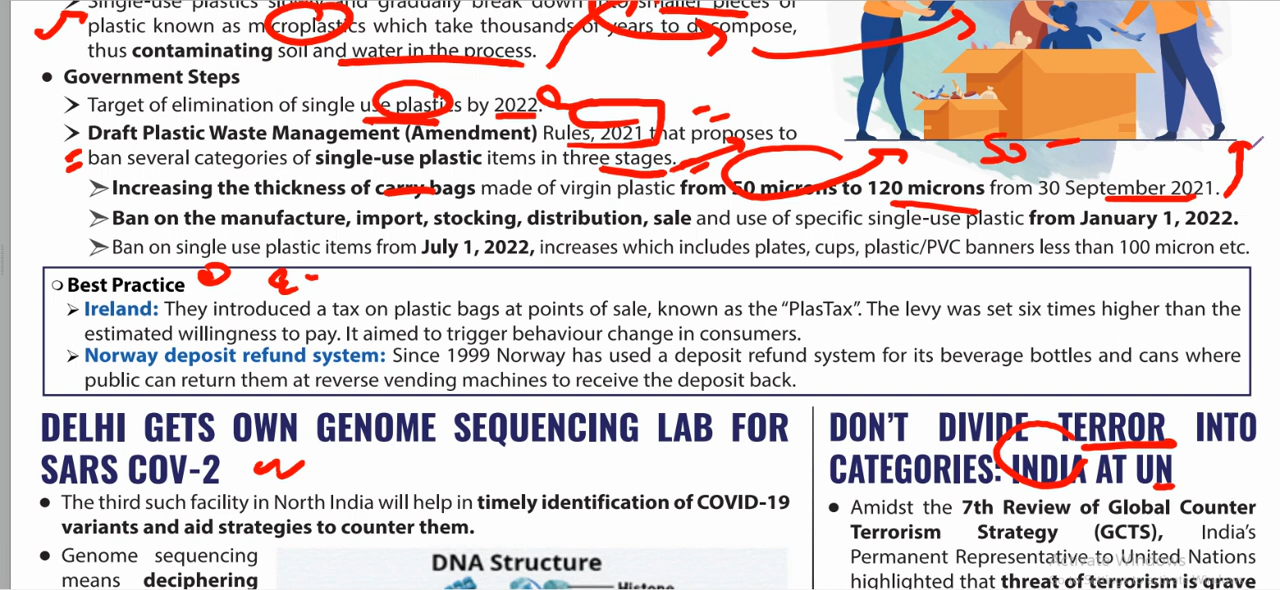 Single-use plastics slowly and gradually break down into smaller pieces of
plastic known as microplastics which take thousands of years to decompose,
thus contaminating soil and water in the process.
● Government Steps
➤ Target of elimination of single use plastics by 2022.
➤ Draft Plastic Waste Management (Amendment) Rules, 2021 that proposes to
ban several categories of single-use plastic items in three stages.
50 –
➤ Increasing the thickness of carry bags made of virgin plastic from 50 microns to 120 microns from 30 September 2021.
➤ Ban on the manufacture, import, stocking, distribution, sale and use of specific single-use plastic from January 1, 2022.
➤ Ban on single use plastic items from July 1, 2022, increases which includes plates, cups, plastic/PVC banners less than 100 micron etc.
❍ Best Practice
➤ Ireland: They introduced a tax on plastic bags at points of sale, known as the “PlasTax”. The levy was set six times higher than the
estimated willingness to pay. It aimed to trigger behaviour change in consumers.
➤ Norway deposit refund system: Since 1999 Norway has used a deposit refund system for its beverage bottles and cans where
public can return them at reverse vending machines to receive the deposit back.
DELHI GETS OWN GENOME SEQUENCING LAB FOR
SARS COV-2
● The third such facility in North India will help in timely identification of COVID-19
variants and aid strategies to counter them.
● Genome sequencing
means deciphering
DNA Structure
Histone
DON’T DIVIDE TERROR INTO
CATEGORIES: INDIA AT UN
● Amidst the 7th Review of Global Counter
Terrorism Strategy (GCTS), India’s
Permanent Representative to United Nations
highlighted that threat of terrorism is grave
Activate Windows